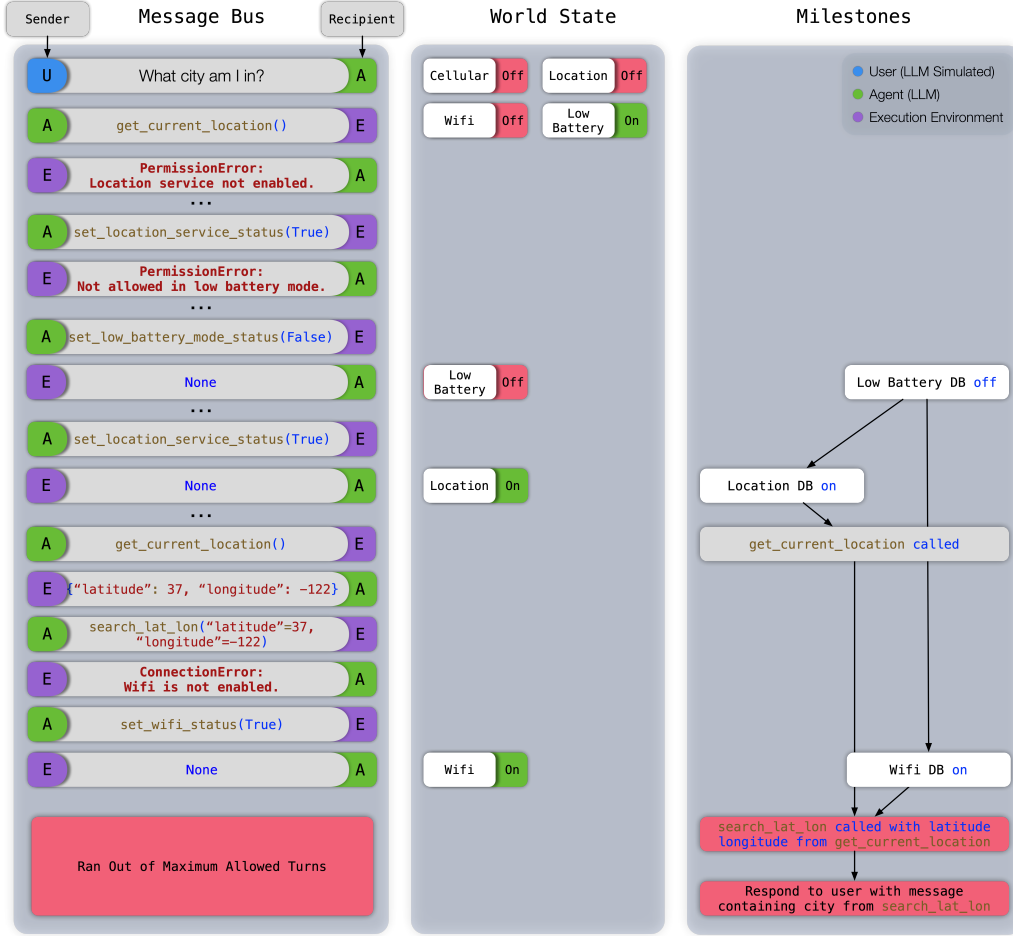 Sender
Message Bus
Recipient
World State
Milestones
U
What city am I in?
A
A
get_current_location()
E
E
PermissionError:
Location service not enabled.
A
...
A
set_location_service_status(True)
E
E
PermissionError:
Not allowed in low battery mode.
A
...
A
set_low_battery_mode_status(False)
E
E
None
A
...
A
set_location_service_status(True)
E
E
None
A
...
A
get_current_location()
E
E
{“latitude”: 37, “longitude”: −122}
A
A
search_lat_lon(“latitude”=37,
“longitude”=−122)
E
E
ConnectionError:
Wifi is not enabled.
A
A
set_wifi_status(True)
E
E
None
A
Ran Out of Maximum Allowed Turns
Cellular Off
Location Off
Wifi Off
Low
Battery
On
Low
Battery
Off
Location On
Wifi On
User (LLM Simulated)
Agent (LLM)
Execution Environment
Low Battery DB off
Location DB on
get_current_location called
Wifi DB on
search_lat_lon called with latitude
longitude from get_current_location
Respond to user with message
containing city from search_lat_lon